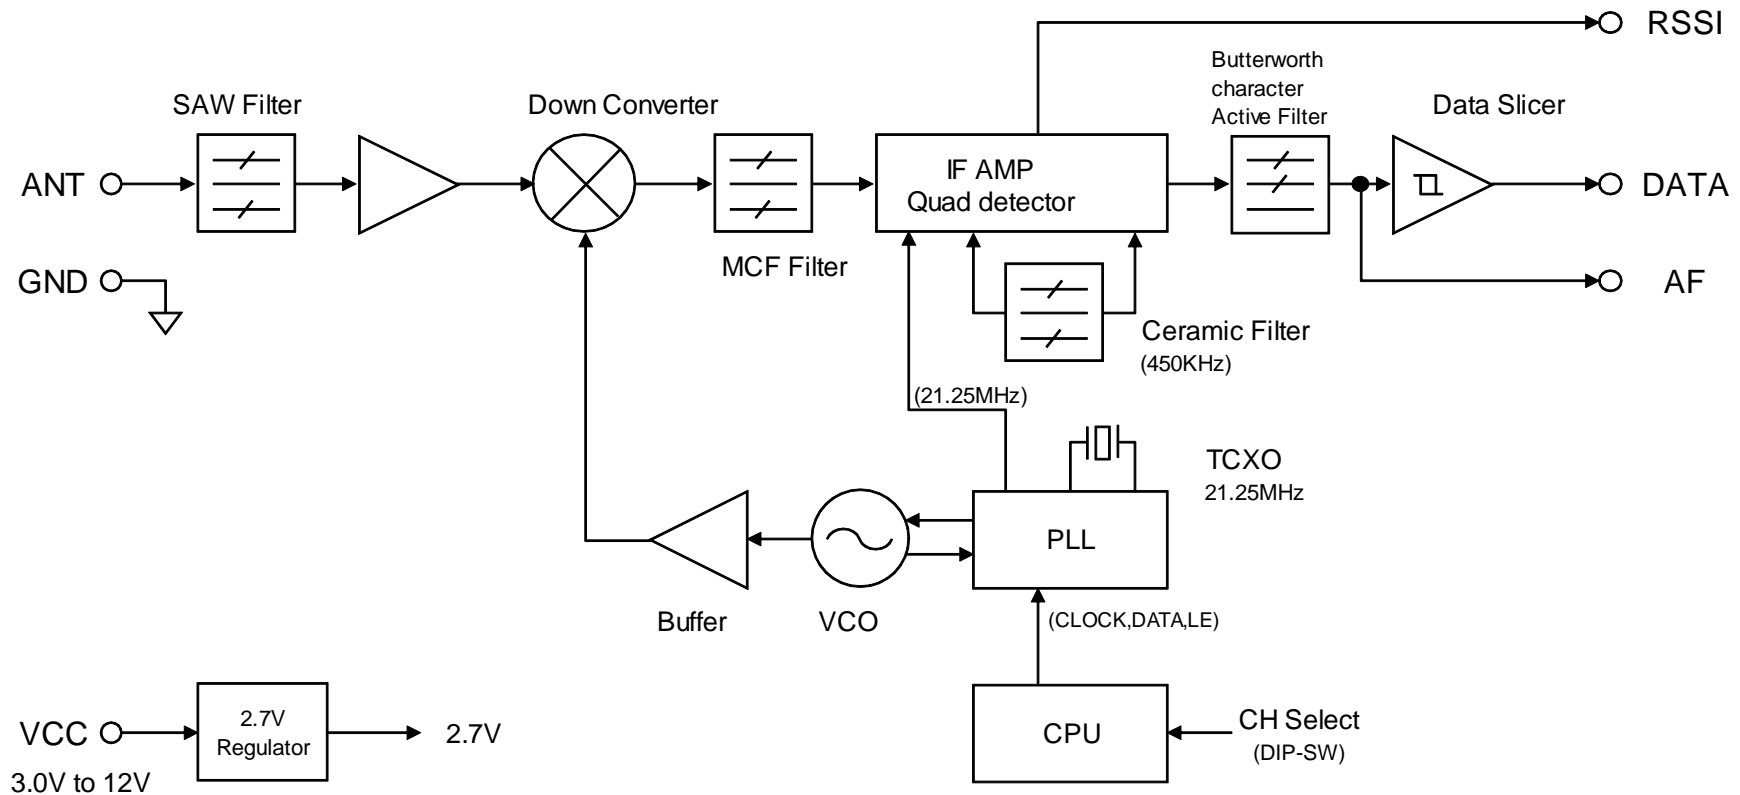 RSSI
Butterworth
character
Active Filter
SAW Filter
Down Converter
Data Slicer
ANT
IF AMP
Quad detector
DATA
GND
MCF Filter
AF
Ceramic Filter
(450KHz)
(21.25MHz)
TCXO
21.25MHz
PLL
Buffer
VCO
(CLOCK,DATA,LE)
VCC
3.0V to 12V
2.7V
Regulator
2.7V
CPU
CH Select
(DIP-SW)